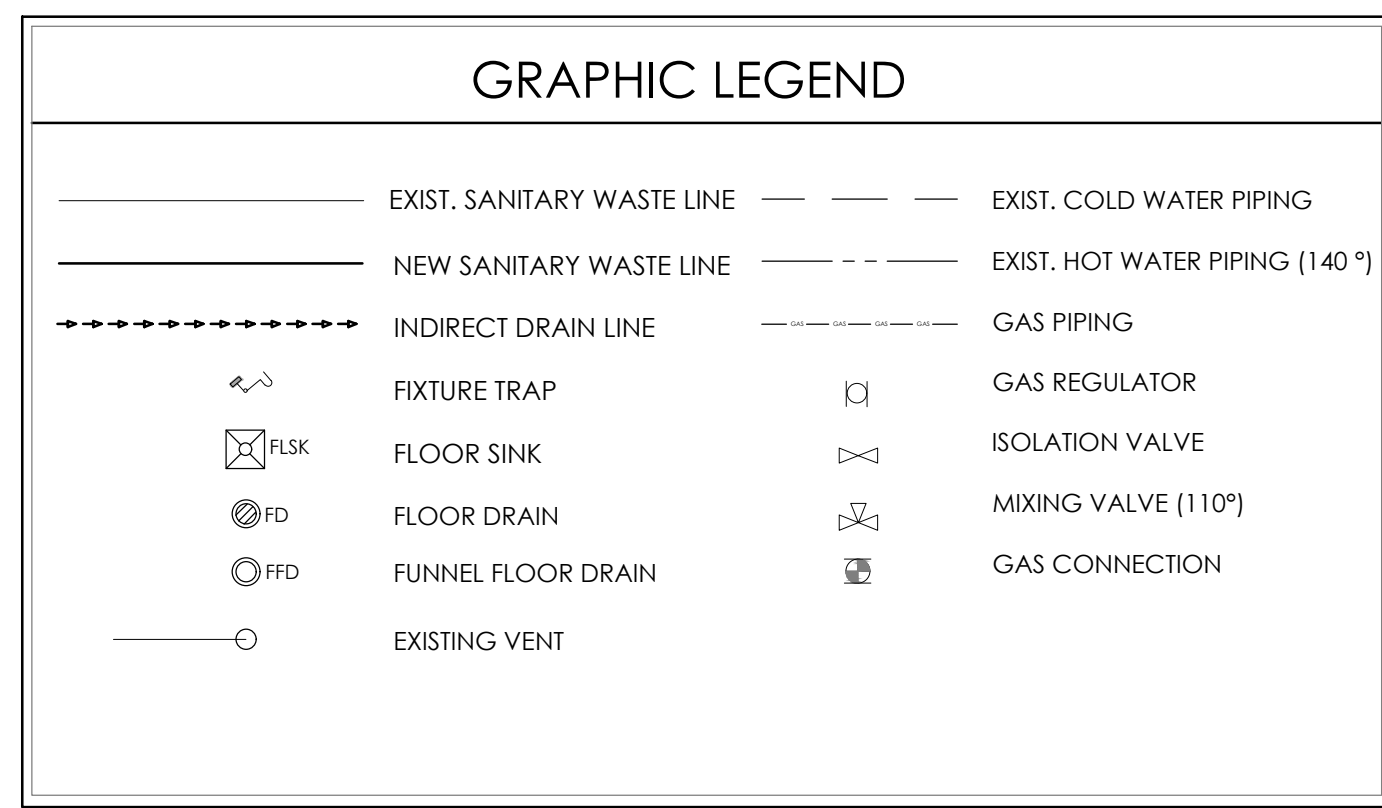 GRAPHIC LEGEND
EXIST. SANITARY WASTE LINE
NEW SANITARY WASTE LINE
INDIRECT DRAIN LINE
FIXTURE TRAP
FLSK FLOOR SINK
FD FLOOR DRAIN
FFD FUNNEL FLOOR DRAIN
EXISTING VENT
EXIST. COLD WATER PIPING
EXIST. HOT WATER PIPING (140 °)
GAS GAS GAS GAS GAS PIPING
GAS REGULATOR
ISOLATION VALVE
MIXING VALVE (110°)
GAS CONNECTION